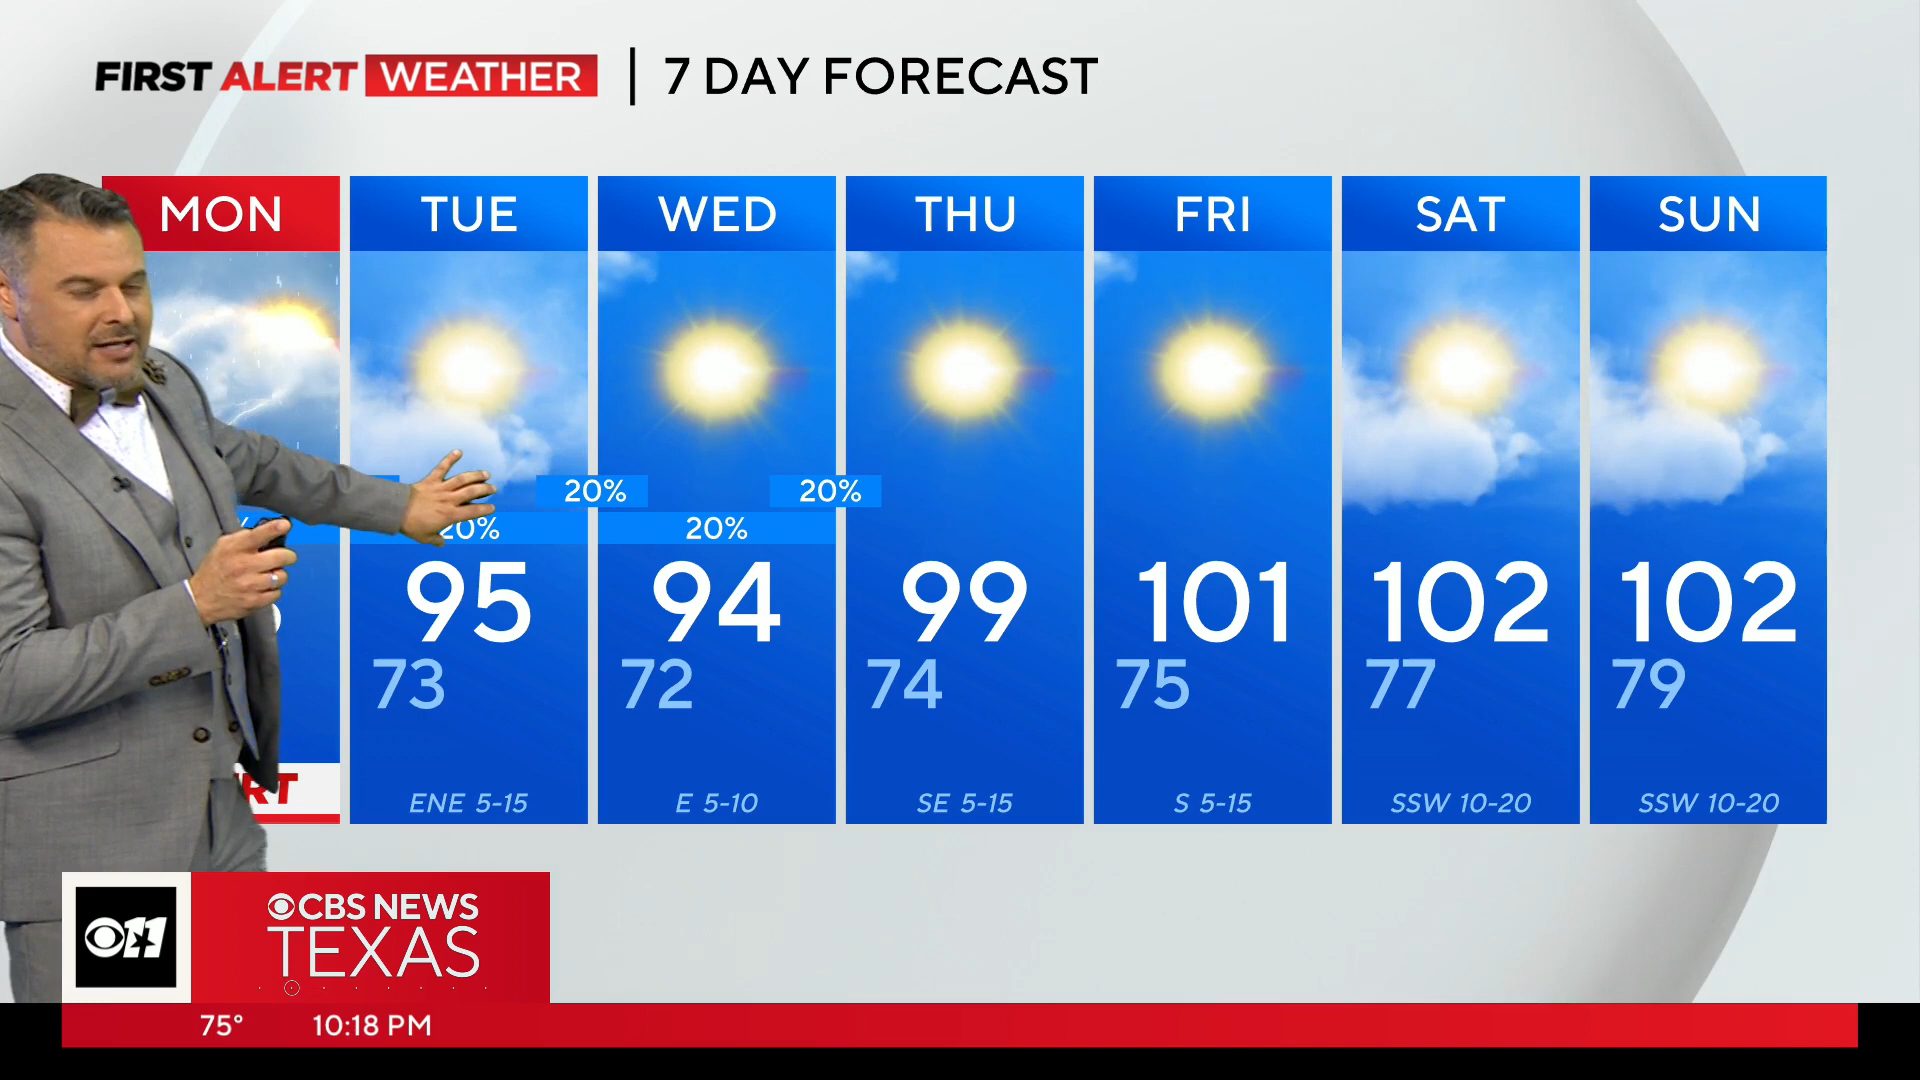 FIRST ALERT WEATHER | 7 DAY FORECAST
MON TUE WED THU FRI SAT SUN
20% 20%
20% 20%
95 94 99 101 102 102
73 72 74 75 77 79
ENE 5-15 E 5-10 SE 5-15 S 5-15 SSW 10-20 SSW 10-20
11
CBS NEWS
TEXAS
75° 10:18 PM